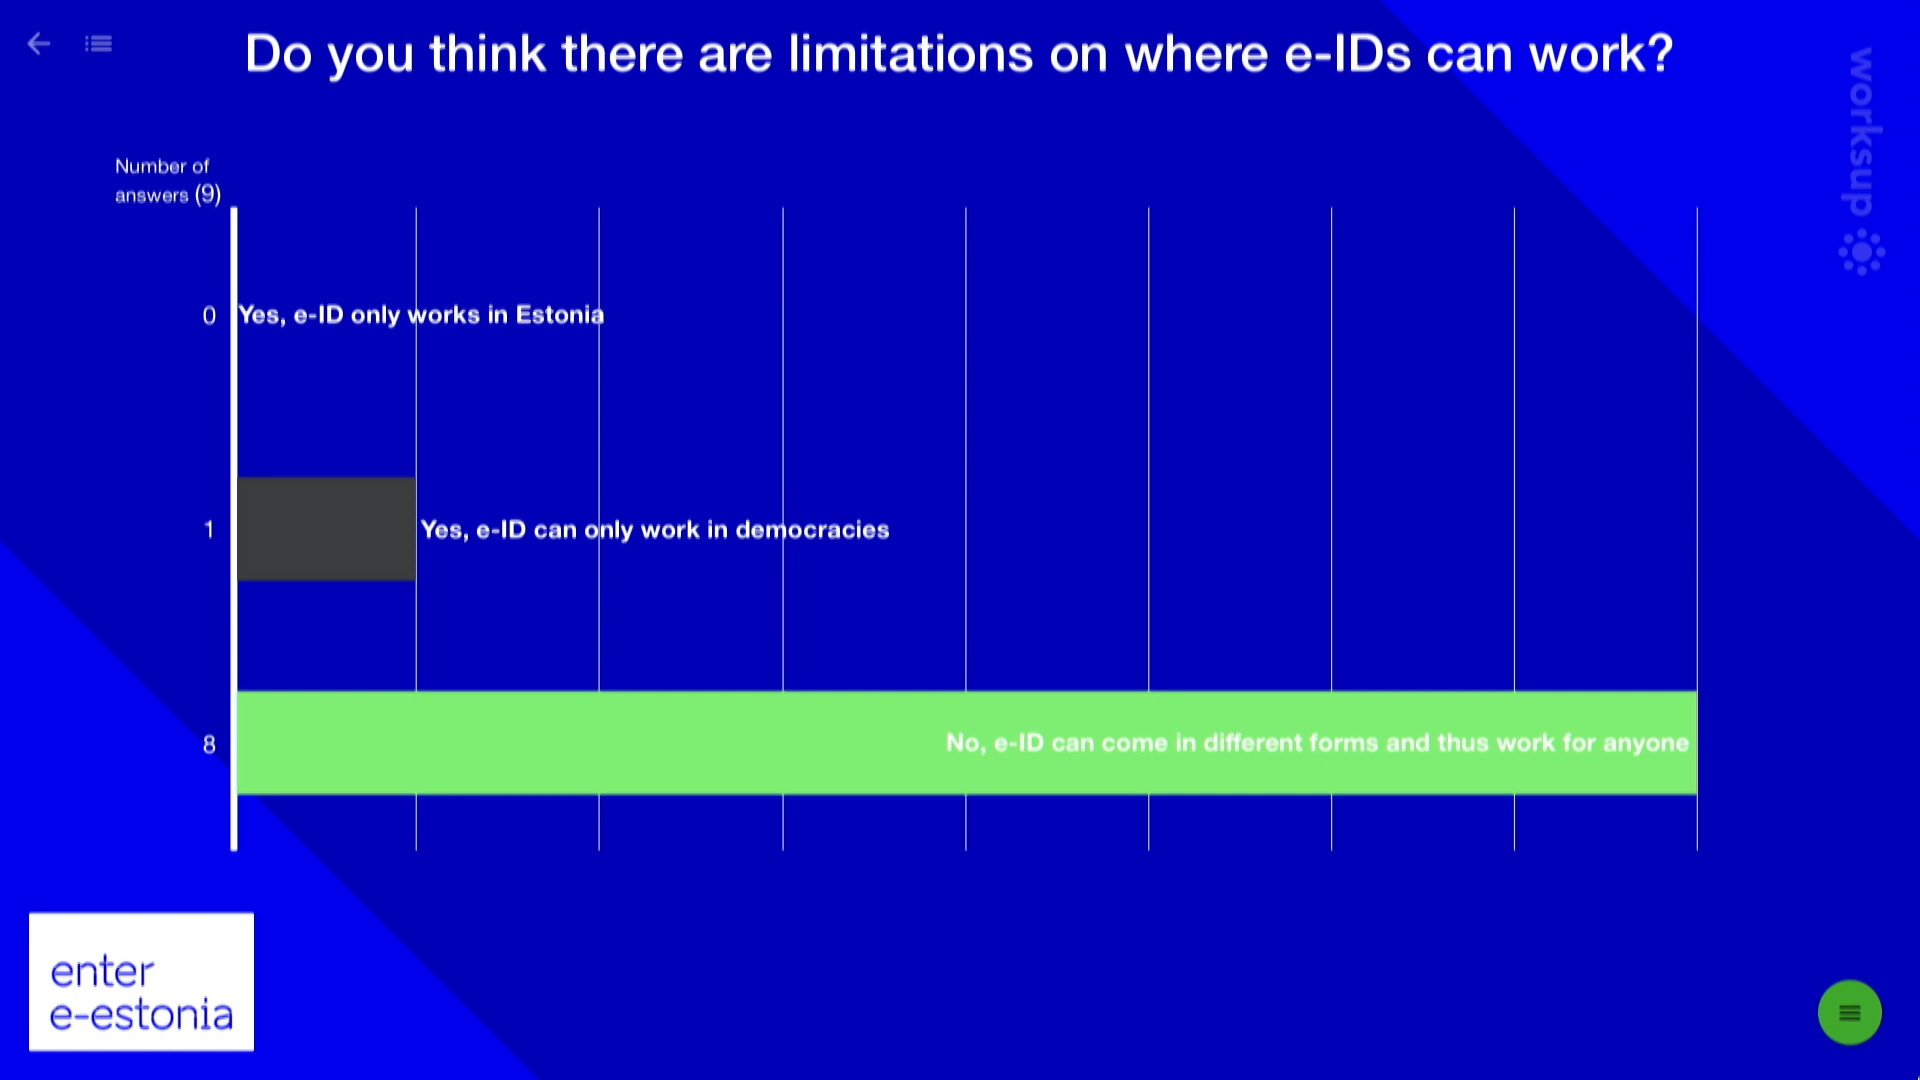 Do you think there are limitations on where e-IDs can work?
worksup
Number of
answers (9)
0 Yes, e-ID only works in Estonia
1 Yes, e-ID can only work in democracies
8 No, e-ID can come in different forms and thus work for anyone
enter
e-estonia